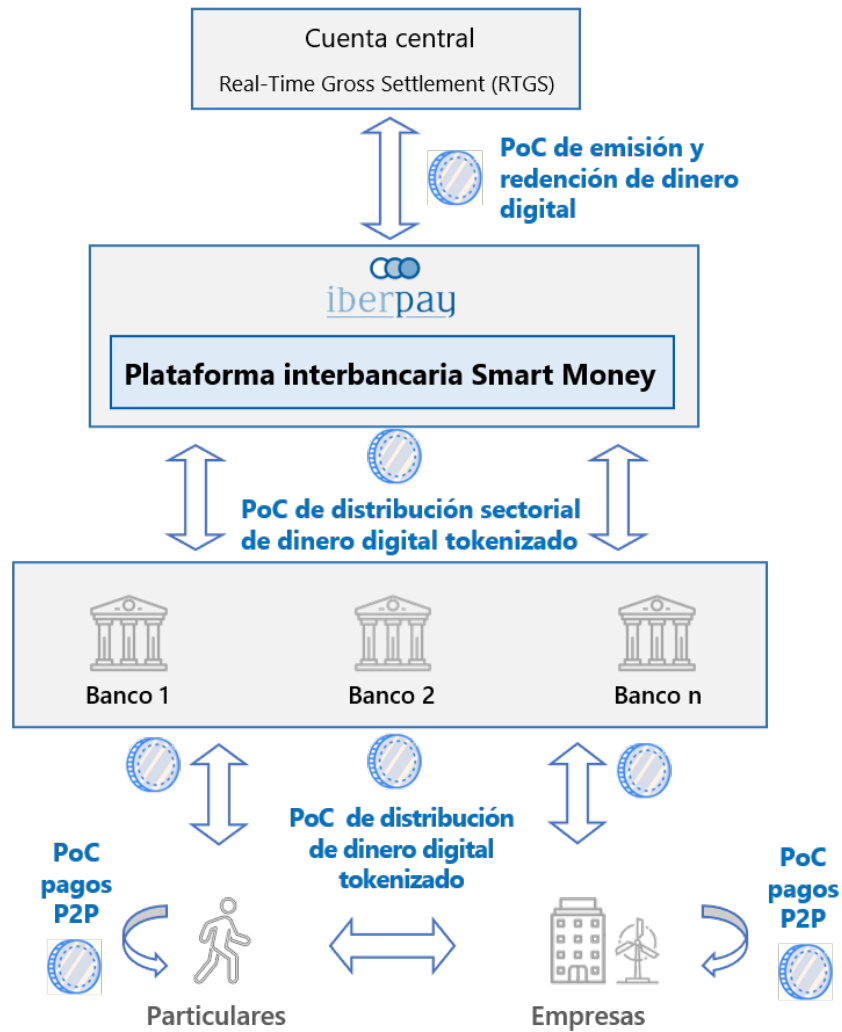 Cuenta central
Real-Time Gross Settlement (RTGS)
PoC de emisión y
redención de dinero
digital
iberpay
Plataforma interbancaria Smart Money
PoC de distribución sectorial
de dinero digital tokenizado
Banco 1
Banco 2
Banco n
PoC de distribución
de dinero digital
tokenizado
PoC
pagos
P2P
PoC
pagos
P2P
Particulares
Empresas